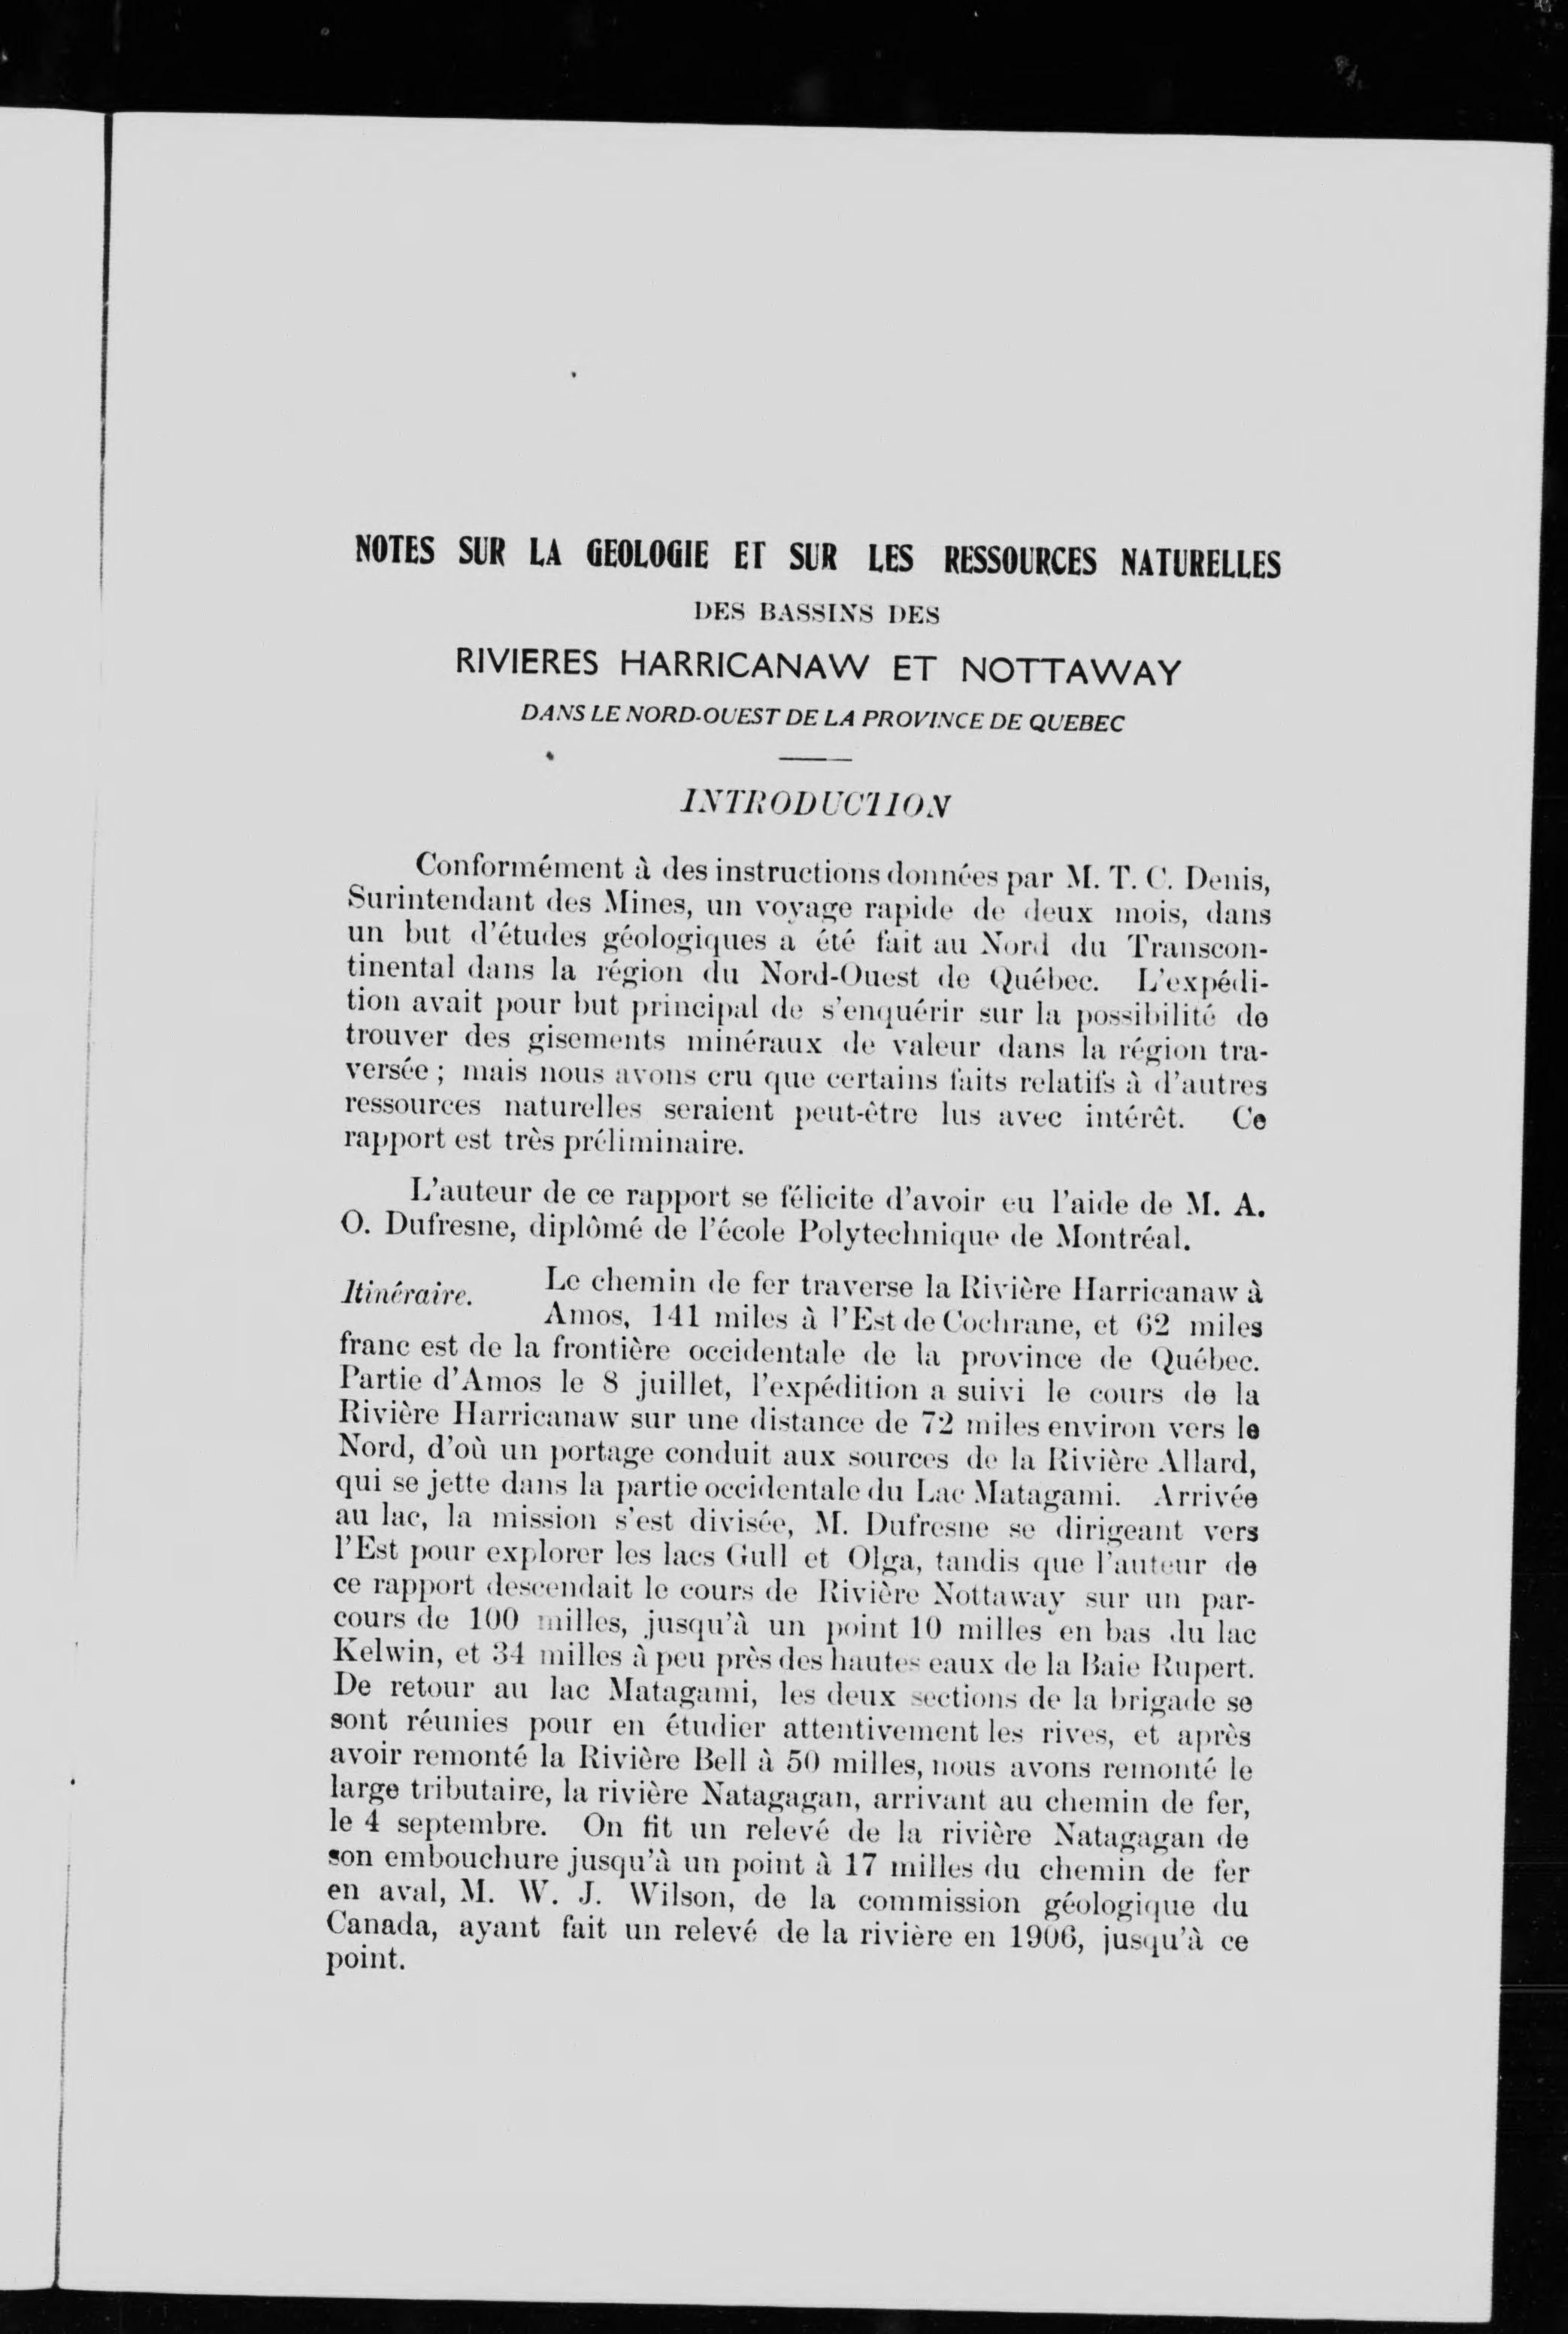 NOTES SUR LA GEOLOGIE ET SUR LES RESSOURCES NATURELLES
DES BASSINS DES
RIVIERES HARRICANAW ET NOTTAWAY
DANS LE NORD-OUEST DE LA PROVINCE DE QUEBEC
INTRODUCTION
Conformément à des instructions données par M. T. C. Denis,
Surintendant des Mines, un voyage rapide de deux mois, dans
un but d'études géologiques a été fait au Nord du Transcon-
tinental dans la région du Nord-Ouest de Québec. L'expédi-
tion avait pour but principal de s'enquérir sur la possibilité de
trouver des gisements minéraux de valeur dans la région tra-
versée ; mais nous avons cru que certains faits relatifs à d'autres
ressources naturelles seraient peut-être lus avec intérêt. Ce
rapport est très préliminaire.
L'auteur de ce rapport se félicite d'avoir eu l'aide de M. A.
O. Dufresne, diplômé de l'école Polytechnique de Montréal.
Itinéraire. Le chemin de fer traverse la Rivière Harricanaw à
Amos, 141 miles à l'Est de Cochrane, et 62 miles
franc est de la frontière occidentale de la province de Québec.
Partie d'Amos le 8 juillet, l'expédition a suivi le cours de la
Rivière Harricanaw sur une distance de 72 miles environ vers le
Nord, d'où un portage conduit aux sources de la Rivière Allard,
qui se jette dans la partie occidentale du Lac Matagami. Arrivée
au lac, la mission s'est divisée, M. Dufresne se dirigeant vers
l'Est pour explorer les lacs Gull et Olga, tandis que l'auteur de
ce rapport descendait le cours de Rivière Nottaway sur un par-
cours de 100 milles, jusqu'à un point 10 milles en bas du lac
Kelwin, et 34 milles à peu près des hautes eaux de la Baie Rupert.
De retour au lac Matagami, les deux sections de la brigade se
sont réunies pour en étudier attentivement les rives, et après
avoir remonté la Rivière Bell à 50 milles, nous avons remonté le
large tributaire, la rivière Natagagan, arrivant au chemin de fer,
le 4 septembre. On fit un relevé de la rivière Natagagan de
son embouchure jusqu'à un point à 17 milles du chemin de fer
en aval, M. W. J. Wilson, de la commission géologique du
Canada, ayant fait un relevé de la rivière en 1906, jusqu'à ce
point.